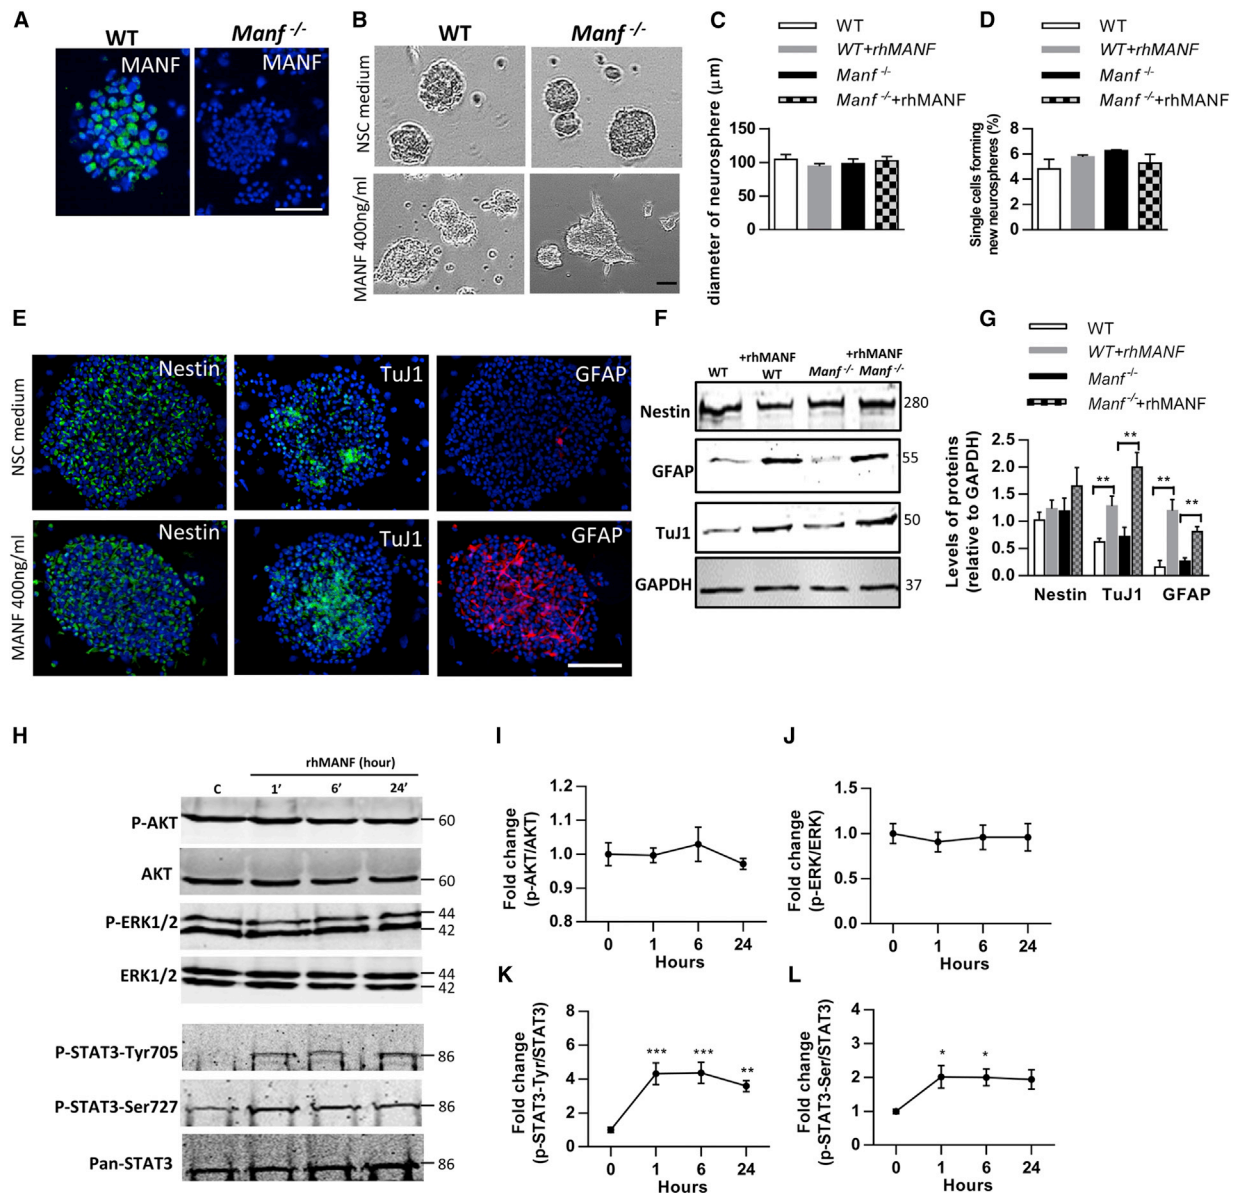 A
WT
Manf -/-
MANF
MANF
B
WT
Manf -/-
NSC medium
MANF 400ng/ml
C
WT
WT+rhMANF
Manf -/-
Manf -/-+rhMANF
diameter of neurosphere (μm)
150
100
50
0
D
WT
WT+rhMANF
Manf -/-
Manf -/-+rhMANF
Single cells forming
new neurospheres (%)
8
6
4
2
0
E
NSC medium
Nestin
TuJ1
GFAP
MANF 400ng/ml
Nestin
TuJ1
GFAP
F
+rhMANF
+rhMANF
WT
WT
Manf-/-
Manf-/-
Nestin
280
GFAP
55
TuJ1
50
GAPDH
37
G
WT
WT+rhMANF
Manf-/-
Manf-/-+rhMANF
Levels of proteins
(relative to GAPDH)
2.5
2.0
1.5
1.0
0.5
0.0
**
**
**
**
Nestin
TuJ1
GFAP
H
rhMANF (hour)
C
1’
6’
24’
P-AKT
60
AKT
60
P-ERK1/2
44
42
ERK1/2
44
42
P-STAT3-Tyr705
86
P-STAT3-Ser727
86
Pan-STAT3
86
I
Fold change
(p-AKT/AKT)
1.2
1.1
1.0
0.9
0.8
0
1
6
24
Hours
J
Fold change
(p-ERK/ERK)
1.5
1.0
0.5
0.0
0
1
6
24
Hours
K
Fold change
(p-STAT3-Tyr/STAT3)
8
6
4
2
0
***
***
**
0
1
6
24
Hours
L
Fold change
(p-STAT3-Ser/STAT3)
4
3
2
1
0
*
*
0
1
6
24
Hours